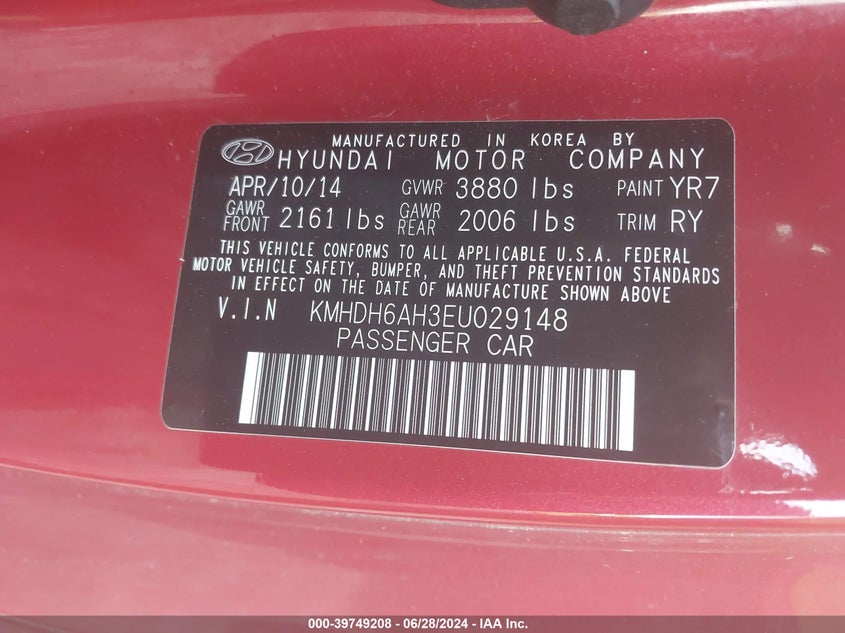 MANUFACTURED IN KOREA BY
HYUNDAI MOTOR COMPANY
APR/10/14 GVWR 3880 lbs PAINT YR7
GAWR FRONT 2161 lbs GAWR REAR 2006 lbs TRIM RY
THIS VEHICLE CONFORMS TO ALL APPLICABLE U.S.A. FEDERAL
MOTOR VEHICLE SAFETY, BUMPER, AND THEFT PREVENTION STANDARDS
IN EFFECT ON THE DATE OF MANUFACTURE SHOWN ABOVE
V.I.N KMHDH6AH3EU029148
PASSENGER CAR
000-39749208 - 06/28/2024 - IAA Inc.